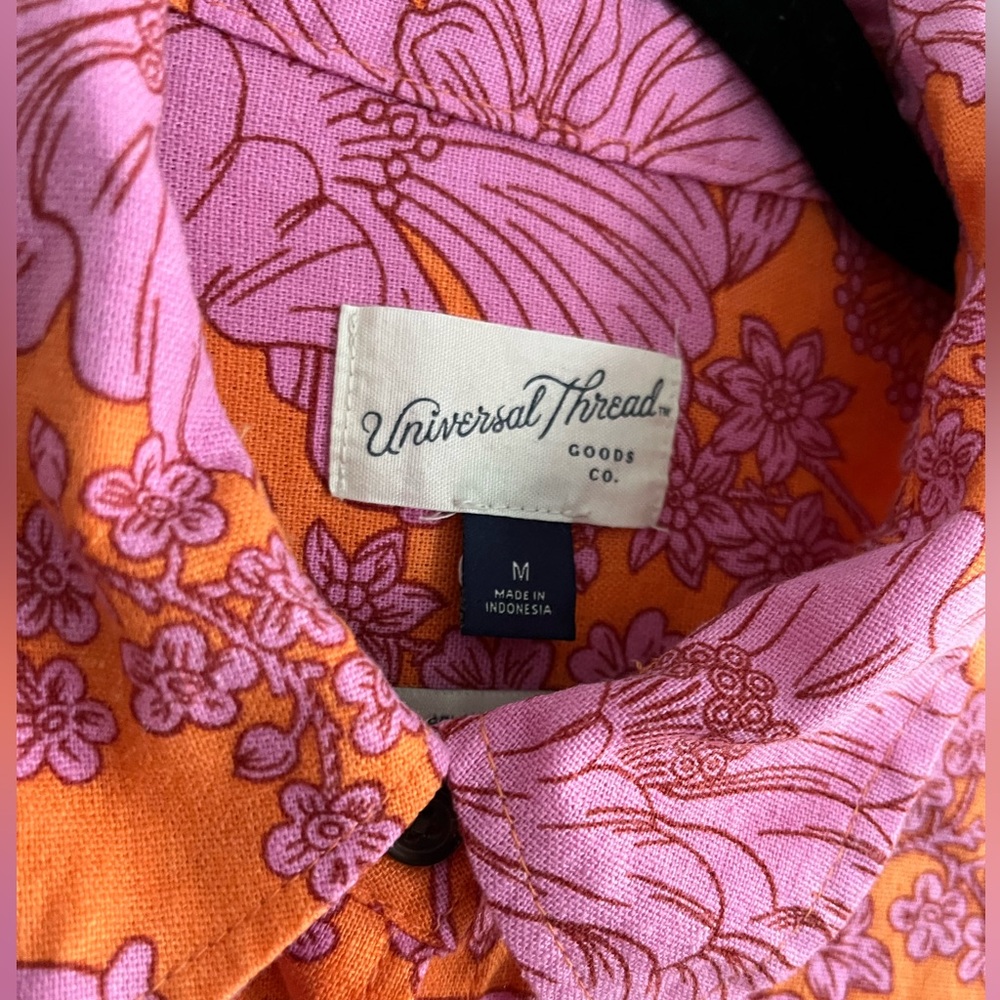 Universal Thread™
GOODS
CO.
M
MADE IN
INDONESIA